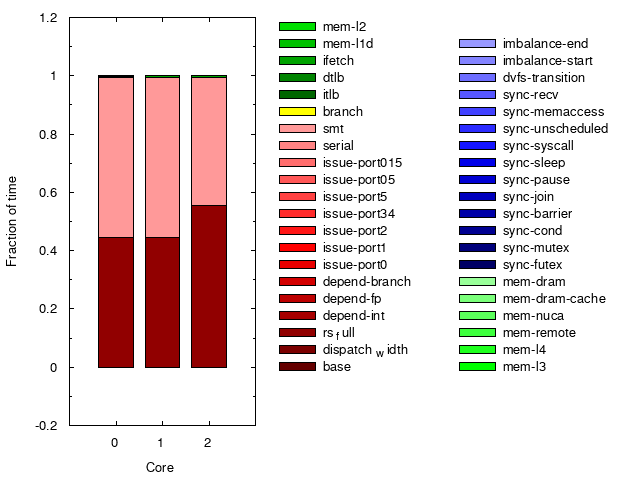 Fraction of time
1.2
1
0.8
0.6
0.4
0.2
0
-0.2
0 1 2
Core
mem-l2
mem-l1d
ifetch
dtlb
itlb
branch
smt
serial
issue-port015
issue-port05
issue-port5
issue-port34
issue-port2
issue-port1
issue-port0
depend-branch
depend-fp
depend-int
rs f ull
dispatch w idth
base
imbalance-end
imbalance-start
dvfs-transition
sync-recv
sync-memaccess
sync-unscheduled
sync-syscall
sync-sleep
sync-pause
sync-join
sync-barrier
sync-cond
sync-mutex
sync-futex
mem-dram
mem-dram-cache
mem-nuca
mem-remote
mem-l4
mem-l3